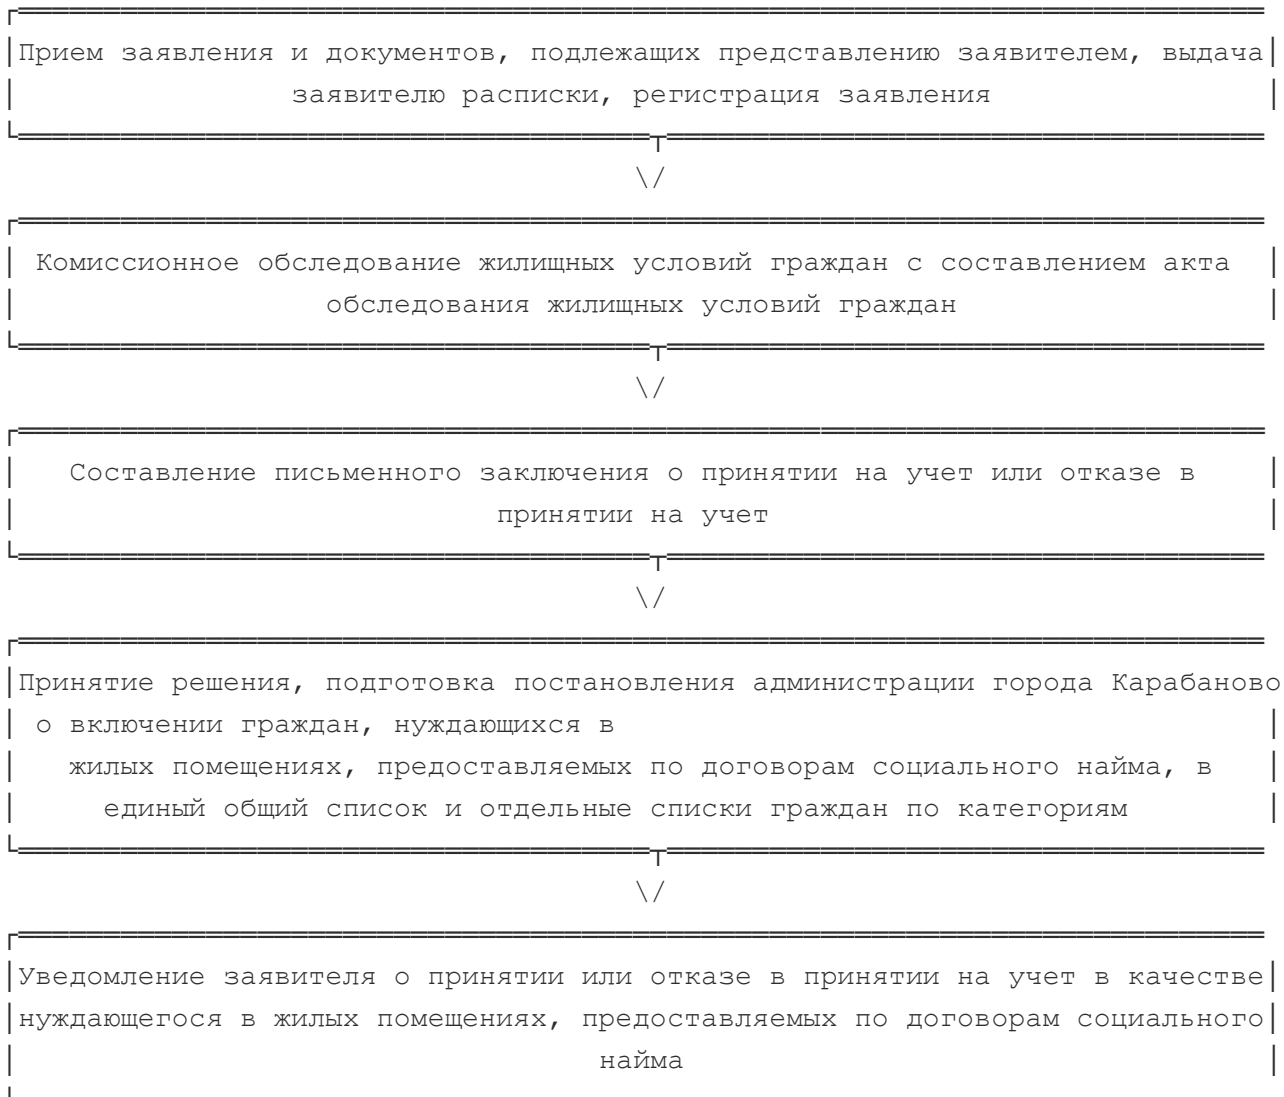 Прием заявления и документов, подлежащих представлению заявителем, выдача
заявителю расписки, регистрация заявления
\/
Комиссионное обследование жилищных условий граждан с составлением акта
обследования жилищных условий граждан
\/
Составление письменного заключения о принятии на учет или отказе в
принятии на учет
\/
Принятие решения, подготовка постановления администрации города Карабаново
о включении граждан, нуждающихся в
жилых помещениях, предоставляемых по договорам социального найма, в
единый общий список и отдельные списки граждан по категориям
\/
Уведомление заявителя о принятии или отказе в принятии на учет в качестве
нуждающегося в жилых помещениях, предоставляемых по договорам социального
найма